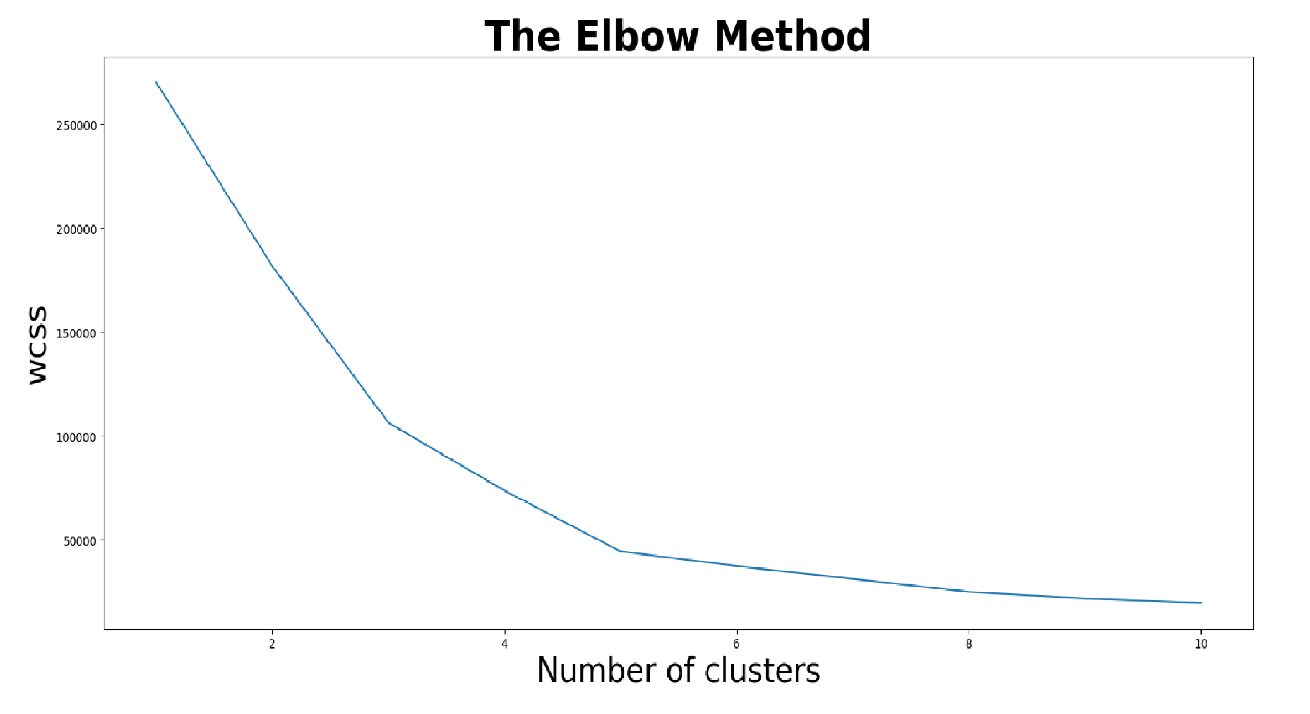 The Elbow Method
250000
200000
150000
100000
50000
wcss
2 4 6 8 10
Number of clusters